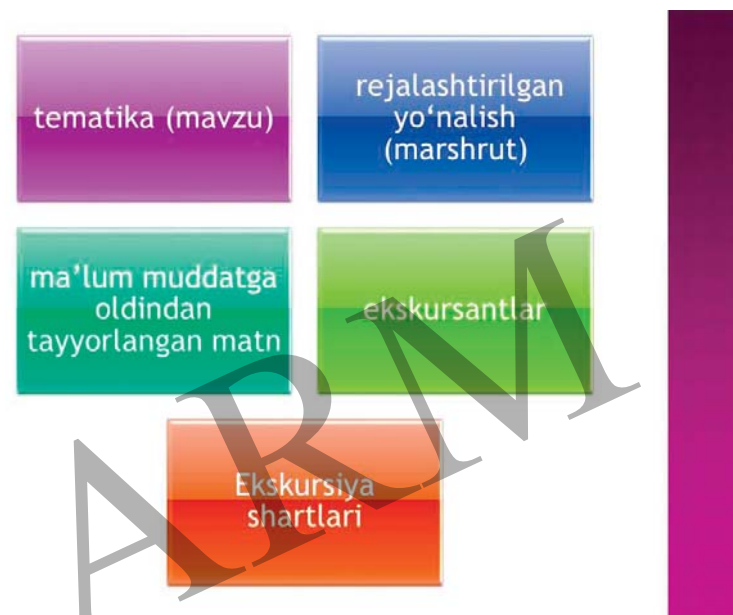 tematika (mavzu)
rejalashtirilgan
yo‘nalish
(marshrut)
ma’lum muddatga
oldindan
tayyorlangan matn
ekskursantlar
Ekskursiya
shartlari
ARM